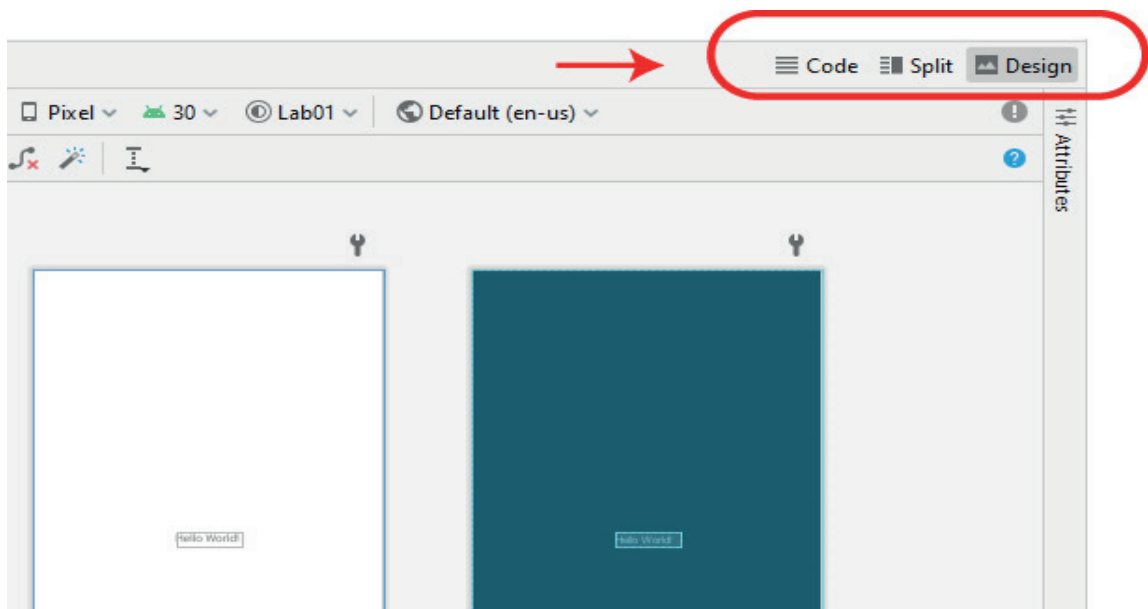 Code Split Design
Pixel 30 Lab01 Default (en-us)
Attributes
Hello World!
Hello World!